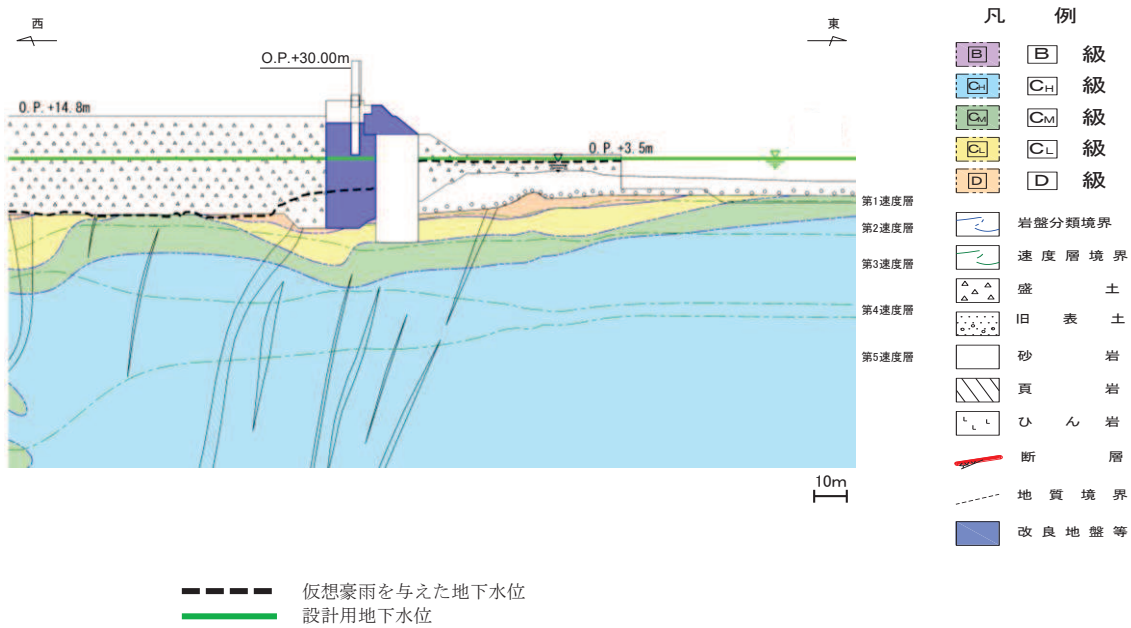 西
東
O.P.+30.00m
O.P.+14.8m
O.P.+3.5m
第1速度層
第2速度層
第3速度層
第4速度層
第5速度層
10m
凡 例
B B 級
CH CH 級
CM CM 級
CL CL 級
D D 級
岩盤分類境界
速度層境界
盛土
旧表土
砂岩
頁岩
ひん岩
断層
地質境界
改良地盤等
仮想豪雨を与えた地下水位
設計用地下水位